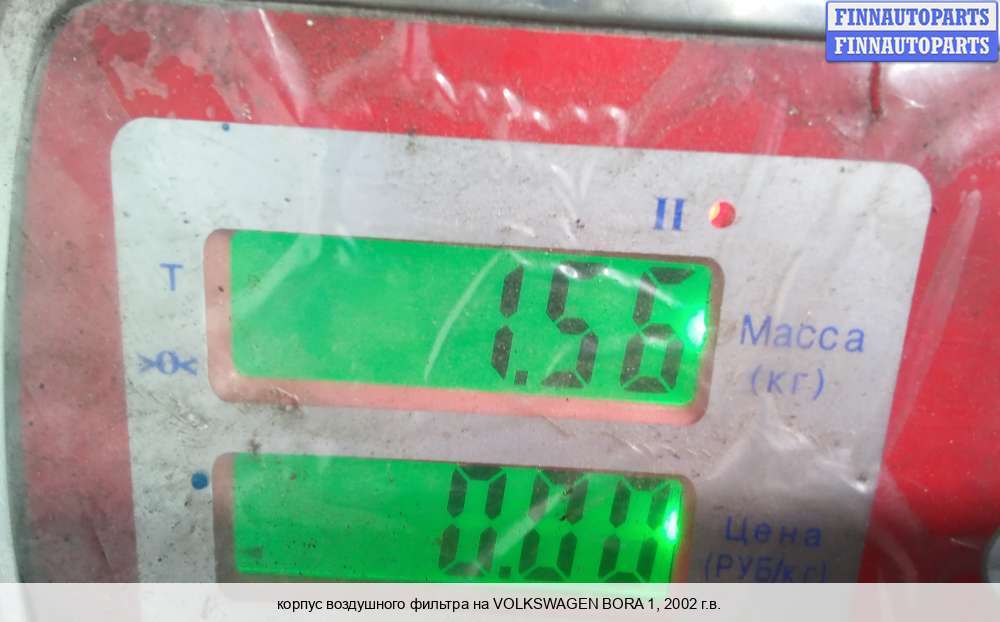 FINNAUTOPARTS
FINNAUTOPARTS
II
T
1.56
Масса
(кг)
>0<
0.00
Цена
(РУБ/кг)
корпус воздушного фильтра на VOLKSWAGEN BORA 1, 2002 г.в.